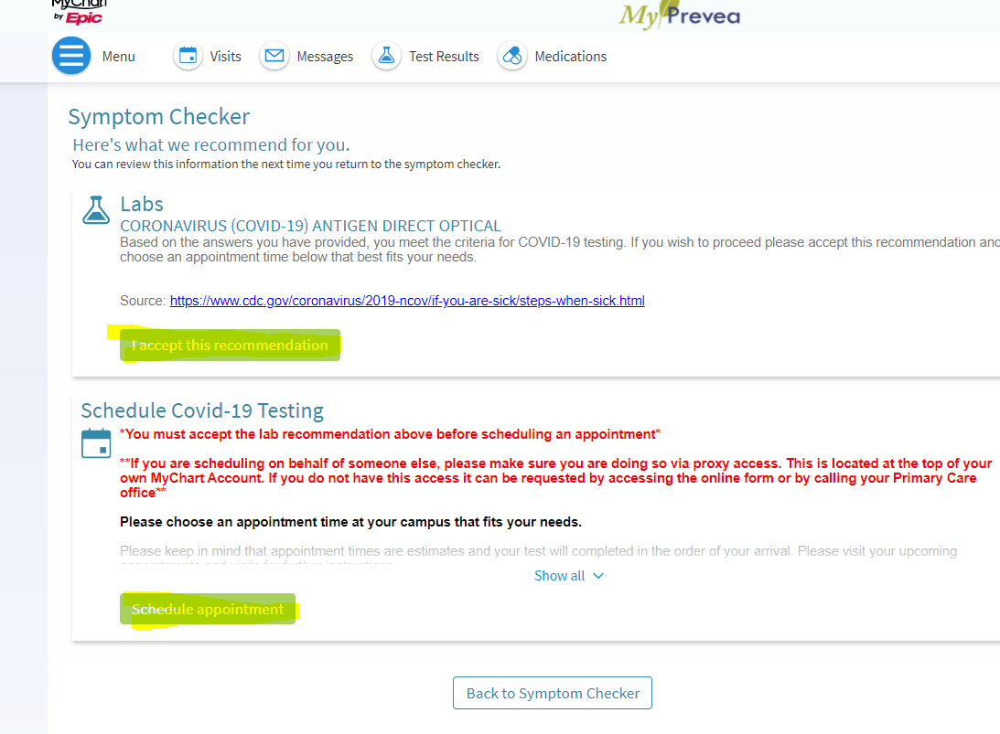 MyChart
by Epic
MyPrevea
Menu
Visits
Messages
Test Results
Medications
Symptom Checker
Here's what we recommend for you.
You can review this information the next time you return to the symptom checker.
Labs
CORONAVIRUS (COVID-19) ANTIGEN DIRECT OPTICAL
Based on the answers you have provided, you meet the criteria for COVID-19 testing. If you wish to proceed please accept this recommendation and
choose an appointment time below that best fits your needs.
Source: https://www.cdc.gov/coronavirus/2019-ncov/if-you-are-sick/steps-when-sick.html
I accept this recommendation
Schedule Covid-19 Testing
*You must accept the lab recommendation above before scheduling an appointment*
**If you are scheduling on behalf of someone else, please make sure you are doing so via proxy access. This is located at the top of your
own MyChart Account. If you do not have this access it can be requested by accessing the online form or by calling your Primary Care
office**
Please choose an appointment time at your campus that fits your needs.
Please keep in mind that appointment times are estimates and your test will completed in the order of your arrival. Please visit your upcoming
appointments and visits for further instructions.
Show all
Schedule appointment
Back to Symptom Checker